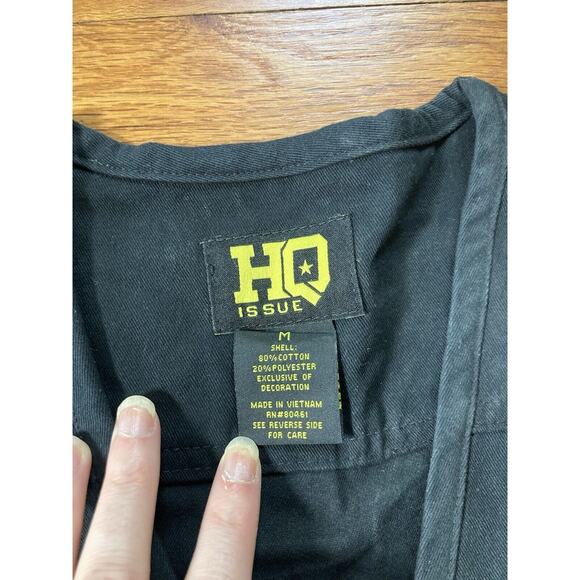 HQ
ISSUE
M
SHELL:
80% COTTON
20% POLYESTER
EXCLUSIVE OF
DECORATION
MADE IN VIETNAM
RN#80461
SEE REVERSE SIDE
FOR CARE